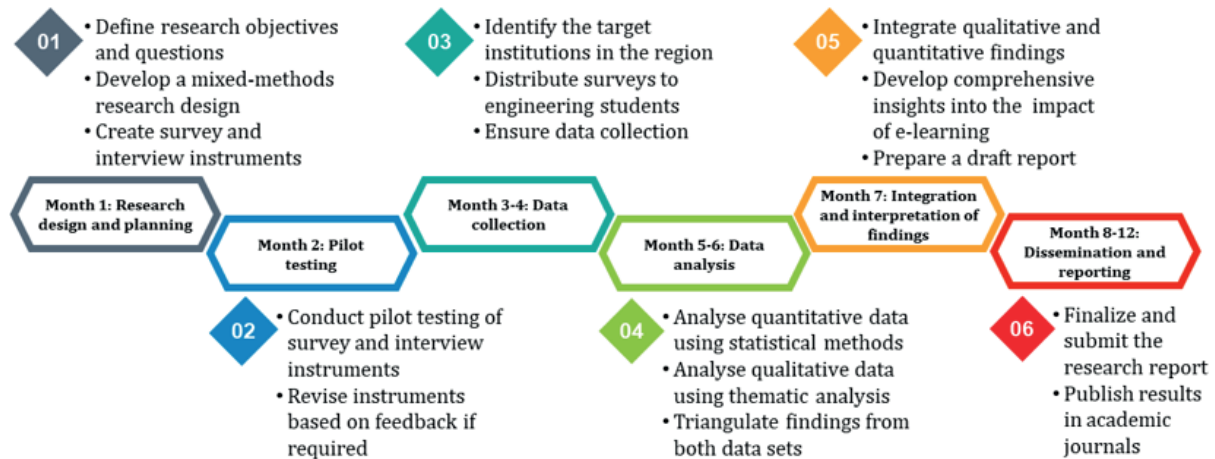 01
• Define research objectives
and questions
• Develop a mixed-methods
research design
• Create survey and
interview instruments
03
• Identify the target
institutions in the region
• Distribute surveys to
engineering students
• Ensure data collection
05
• Integrate qualitative and
quantitative findings
• Develop comprehensive
insights into the impact
of e-learning
• Prepare a draft report
Month 1: Research
design and planning
Month 2: Pilot
testing
Month 3-4: Data
collection
Month 5-6: Data
analysis
Month 7: Integration
and interpretation of
findings
Month 8-12:
Dissemination and
reporting
02
• Conduct pilot testing of
survey and interview
instruments
• Revise instruments
based on feedback if
required
04
• Analyse quantitative data
using statistical methods
• Analyse qualitative data
using thematic analysis
• Triangulate findings from
both data sets
06
• Finalize and
submit the
research report
• Publish results
in academic
journals